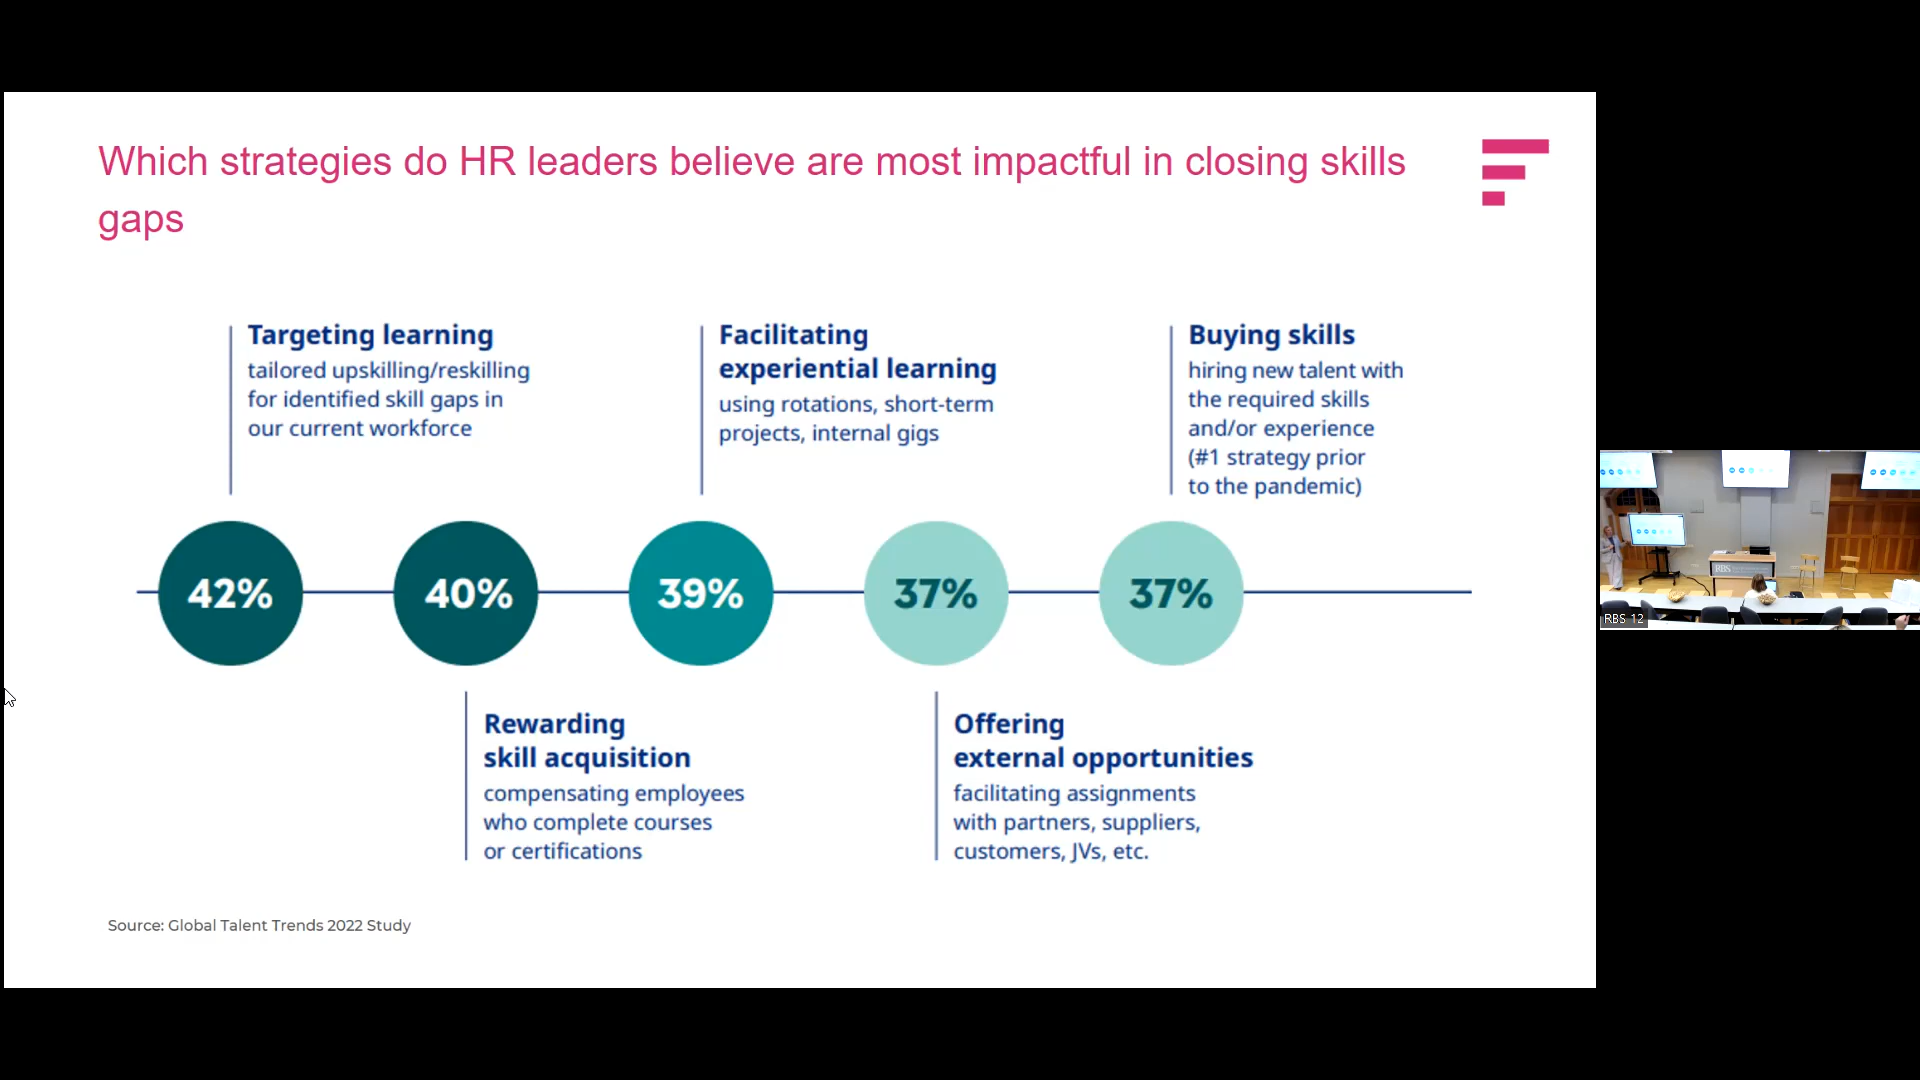 Which strategies do HR leaders believe are most impactful in closing skills
gaps
Targeting learning
tailored upskilling/reskilling
for identified skill gaps in
our current workforce
Facilitating
experiential learning
using rotations, short-term
projects, internal gigs
Buying skills
hiring new talent with
the required skills
and/or experience
(#1 strategy prior
to the pandemic)
42%
40%
39%
37%
37%
Rewarding
skill acquisition
compensating employees
who complete courses
or certifications
Offering
external opportunities
facilitating assignments
with partners, suppliers,
customers, JVs, etc.
Source: Global Talent Trends 2022 Study
RBS
RBS 12